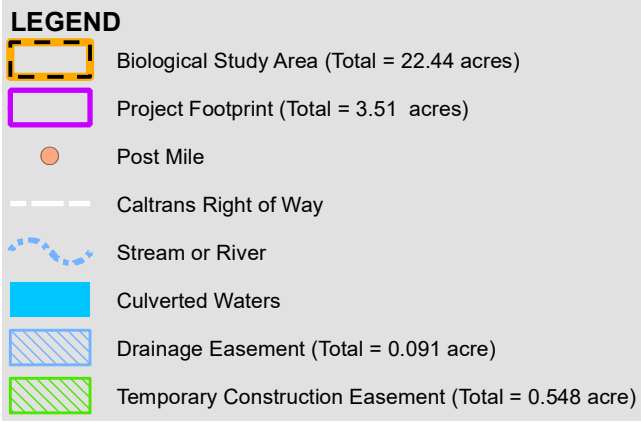 LEGEND
Biological Study Area (Total = 22.44 acres)
Project Footprint (Total = 3.51 acres)
Post Mile
Caltrans Right of Way
Stream or River
Culverted Waters
Drainage Easement (Total = 0.091 acre)
Temporary Construction Easement (Total = 0.548 acre)